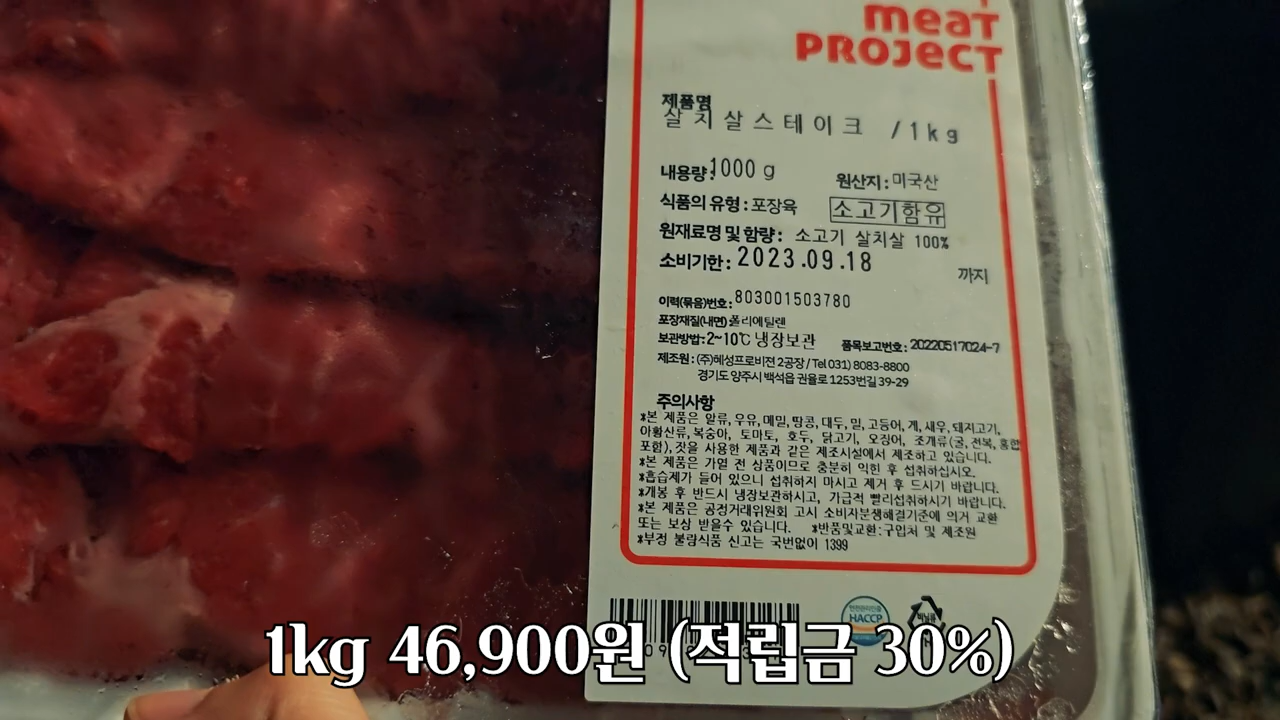 meat
PROJECT
제품명
살치살스테이크 /1kg
내용량: 1000 g 원산지: 미국산
식품의 유형: 포장육 소고기함유
원재료명 및 함량: 소고기 살치살 100%
소비기한: 2023.09.18 까지
이력(묶음)번호: 803001503780
포장재질(내면) 폴리에틸렌
보관방법: 2~10℃ 냉장보관 품목보고번호: 20220517024-7
제조원: (주)혜성프로비젼 2공장 / Tel 031) 8083-8800
경기도 양주시 백석읍 권율로 1253번길 39-29
주의사항
*본 제품은 알류, 우유, 메밀, 땅콩, 대두, 밀, 고등어, 게, 새우, 돼지고기,
아황산류, 복숭아, 토마토, 호두, 닭고기, 오징어, 조개류(굴, 전복, 홍합
포함), 잣을 사용한 제품과 같은 제조시설에서 제조하고 있습니다.
*본 제품은 가열 전 상품이므로 충분히 익힌 후 섭취하십시오.
*흡습제가 들어 있으니 섭취하지 마시고 제거 후 드시기 바랍니다.
*개봉 후 반드시 냉장보관하시고, 가급적 빨리섭취하시기 바랍니다.
*본 제품은 공정거래위원회 고시 소비자분쟁해결기준에 의거 교환
또는 보상 받을수 있습니다. *반품및교환:구입처 및 제조원
*부정 불량식품 신고는 국번없이 1399
HACCP
비닐류
1kg 46,900원 (적립금 30%)